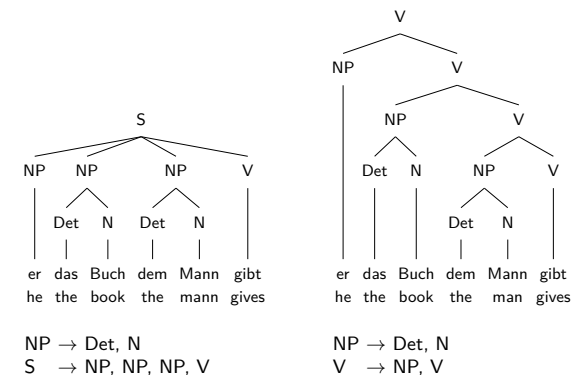 V
NP V
S NP V
NP NP NP V Det N NP V
Det N Det N Det N
er das Buch dem Mann gibt er das Buch dem Mann gibt
he the book the mann gives he the book the man gives
NP → Det, N NP → Det, N
S → NP, NP, NP, V V → NP, V